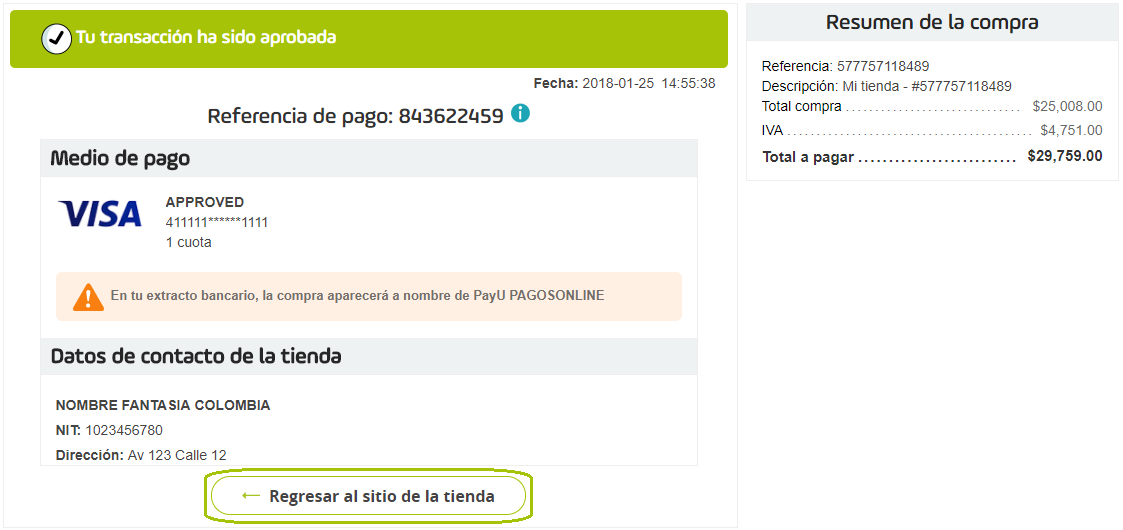 Tu transacción ha sido aprobada
Fecha: 2018-01-25 14:55:38
Referencia de pago: 843622459 i
Medio de pago
VISA
APPROVED
411111******1111
1 cuota
En tu extracto bancario, la compra aparecerá a nombre de PayU PAGOSONLINE
Datos de contacto de la tienda
NOMBRE FANTASIA COLOMBIA
NIT: 1023456780
Dirección: Av 123 Calle 12
← Regresar al sitio de la tienda
Resumen de la compra
Referencia: 577757118489
Descripción: Mi tienda - #577757118489
Total compra .............................. $25,008.00
IVA .......................................... $4,751.00
Total a pagar .......................... $29,759.00